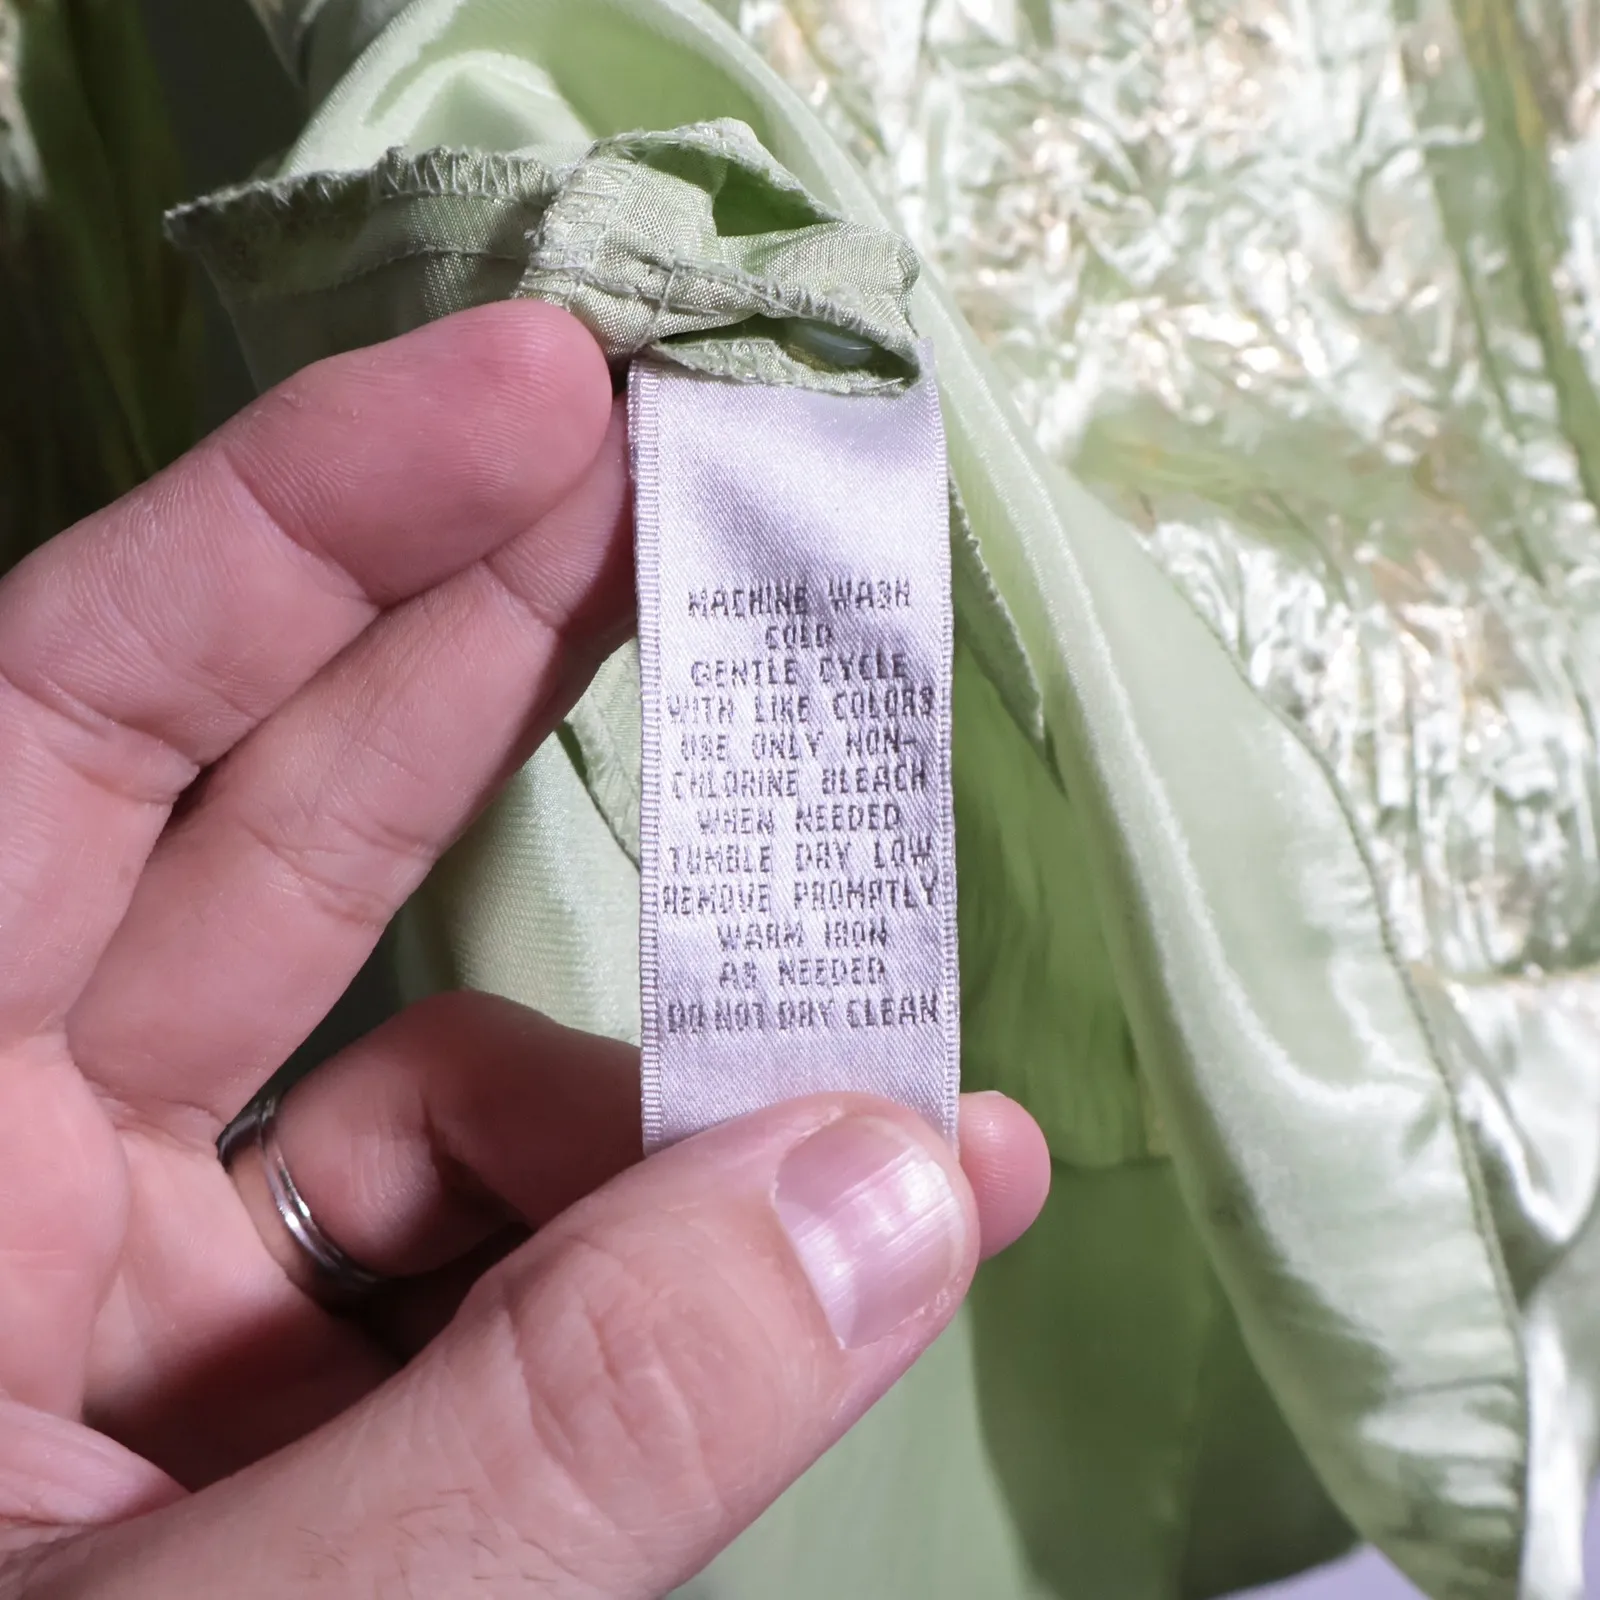 MACHINE WASH
COLD
GENTLE CYCLE
WITH LIKE COLORS
USE ONLY NON-
CHLORINE BLEACH
WHEN NEEDED
TUMBLE DRY LOW
REMOVE PROMPTLY
WARM IRON
AS NEEDED
DO NOT DRY CLEAN